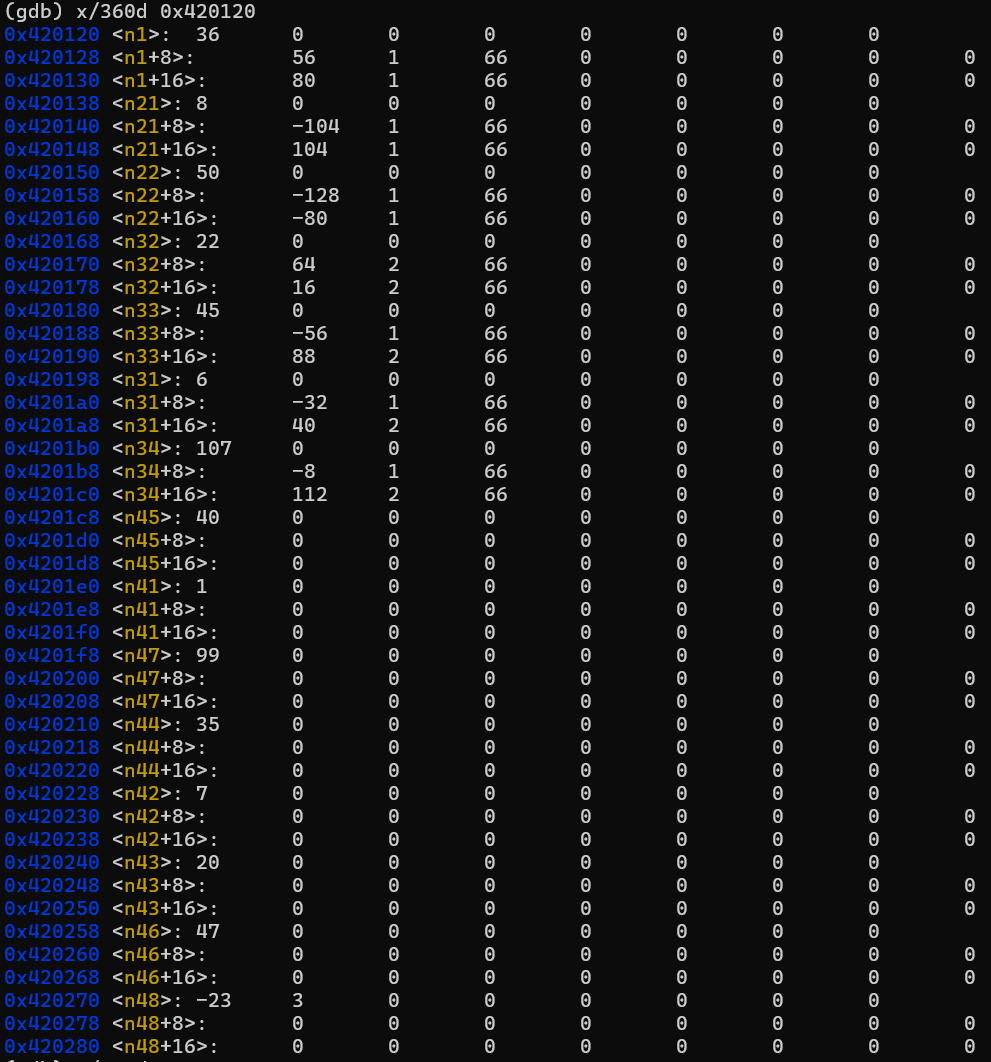 (gdb) x/360d 0x420120
0x420120 <n1>: 36 0 0 0 0 0 0 0
0x420128 <n1+8>: 56 1 66 0 0 0 0 0
0x420130 <n1+16>: 80 1 66 0 0 0 0 0
0x420138 <n21>: 8 0 0 0 0 0 0 0
0x420140 <n21+8>: -104 1 66 0 0 0 0 0
0x420148 <n21+16>: 104 1 66 0 0 0 0 0
0x420150 <n22>: 50 0 0 0 0 0 0 0
0x420158 <n22+8>: -128 1 66 0 0 0 0 0
0x420160 <n22+16>: -80 1 66 0 0 0 0 0
0x420168 <n32>: 22 0 0 0 0 0 0 0
0x420170 <n32+8>: 64 2 66 0 0 0 0 0
0x420178 <n32+16>: 16 2 66 0 0 0 0 0
0x420180 <n33>: 45 0 0 0 0 0 0 0
0x420188 <n33+8>: -56 1 66 0 0 0 0 0
0x420190 <n33+16>: 88 2 66 0 0 0 0 0
0x420198 <n31>: 6 0 0 0 0 0 0 0
0x4201a0 <n31+8>: -32 1 66 0 0 0 0 0
0x4201a8 <n31+16>: 40 2 66 0 0 0 0 0
0x4201b0 <n34>: 107 0 0 0 0 0 0 0
0x4201b8 <n34+8>: -8 1 66 0 0 0 0 0
0x4201c0 <n34+16>: 112 2 66 0 0 0 0 0
0x4201c8 <n45>: 40 0 0 0 0 0 0 0
0x4201d0 <n45+8>: 0 0 0 0 0 0 0 0
0x4201d8 <n45+16>: 0 0 0 0 0 0 0 0
0x4201e0 <n41>: 1 0 0 0 0 0 0 0
0x4201e8 <n41+8>: 0 0 0 0 0 0 0 0
0x4201f0 <n41+16>: 0 0 0 0 0 0 0 0
0x4201f8 <n47>: 99 0 0 0 0 0 0 0
0x420200 <n47+8>: 0 0 0 0 0 0 0 0
0x420208 <n47+16>: 0 0 0 0 0 0 0 0
0x420210 <n44>: 35 0 0 0 0 0 0 0
0x420218 <n44+8>: 0 0 0 0 0 0 0 0
0x420220 <n44+16>: 0 0 0 0 0 0 0 0
0x420228 <n42>: 7 0 0 0 0 0 0 0
0x420230 <n42+8>: 0 0 0 0 0 0 0 0
0x420238 <n42+16>: 0 0 0 0 0 0 0 0
0x420240 <n43>: 20 0 0 0 0 0 0 0
0x420248 <n43+8>: 0 0 0 0 0 0 0 0
0x420250 <n43+16>: 0 0 0 0 0 0 0 0
0x420258 <n46>: 47 0 0 0 0 0 0 0
0x420260 <n46+8>: 0 0 0 0 0 0 0 0
0x420268 <n46+16>: 0 0 0 0 0 0 0 0
0x420270 <n48>: -23 3 0 0 0 0 0 0
0x420278 <n48+8>: 0 0 0 0 0 0 0 0
0x420280 <n48+16>: 0 0 0 0 0 0 0 0